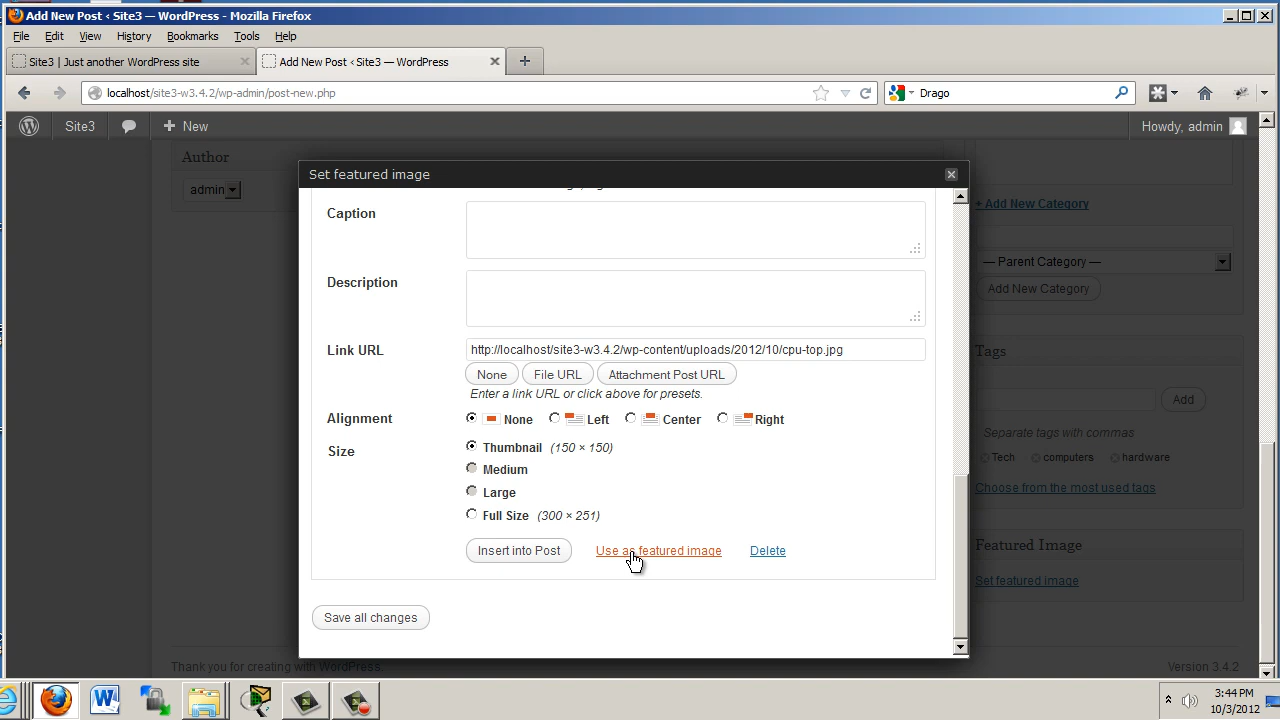 Add New Post ‹ Site3 — WordPress - Mozilla Firefox
File Edit View History Bookmarks Tools Help
Site3 | Just another WordPress site
Add New Post ‹ Site3 — WordPress
localhost/site3-w3.4.2/wp-admin/post-new.php
Drago
Site3 New
Howdy, admin
Author
Set featured image
admin
+ Add New Category
Caption
— Parent Category —
Description
Add New Category
Link URL http://localhost/site3-w3.4.2/wp-content/uploads/2012/10/cpu-top.jpg
Tags
None File URL Attachment Post URL
Enter a link URL or click above for presets.
Add
Alignment None Left Center Right
Separate tags with commas
Size Thumbnail (150 × 150)
Tech computers hardware
Medium
Large
Choose from the most used tags
Full Size (300 × 251)
Insert into Post Use as featured image Delete
Featured Image
Set featured image
Save all changes
Thank you for creating with WordPress.
Version 3.4.2
3:44 PM
10/3/2012